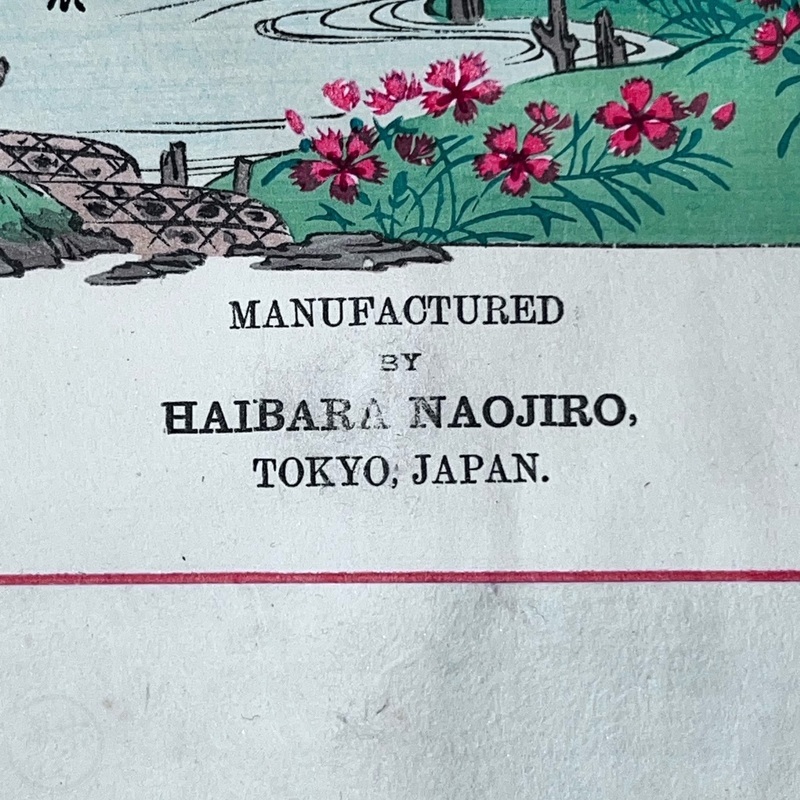 MANUFACTURED
BY
HAIBARA NAOJIRO,
TOKYO, JAPAN.